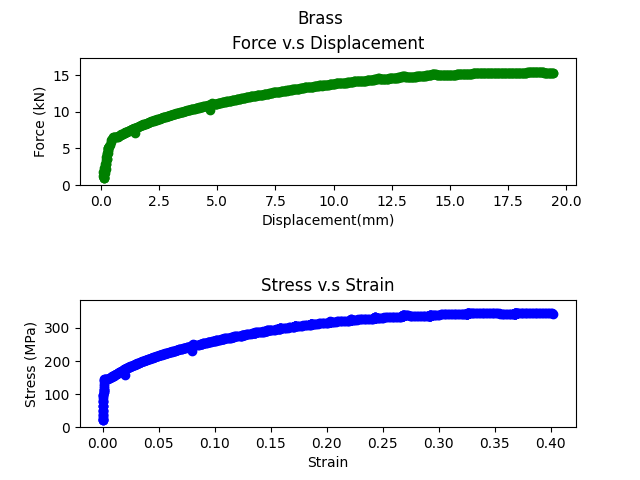 Brass
Force v.s Displacement
Force (kN)
15
10
5
0
0.0 2.5 5.0 7.5 10.0 12.5 15.0 17.5 20.0
Displacement(mm)
Stress v.s Strain
Stress (MPa)
300
200
100
0
0.00 0.05 0.10 0.15 0.20 0.25 0.30 0.35 0.40
Strain